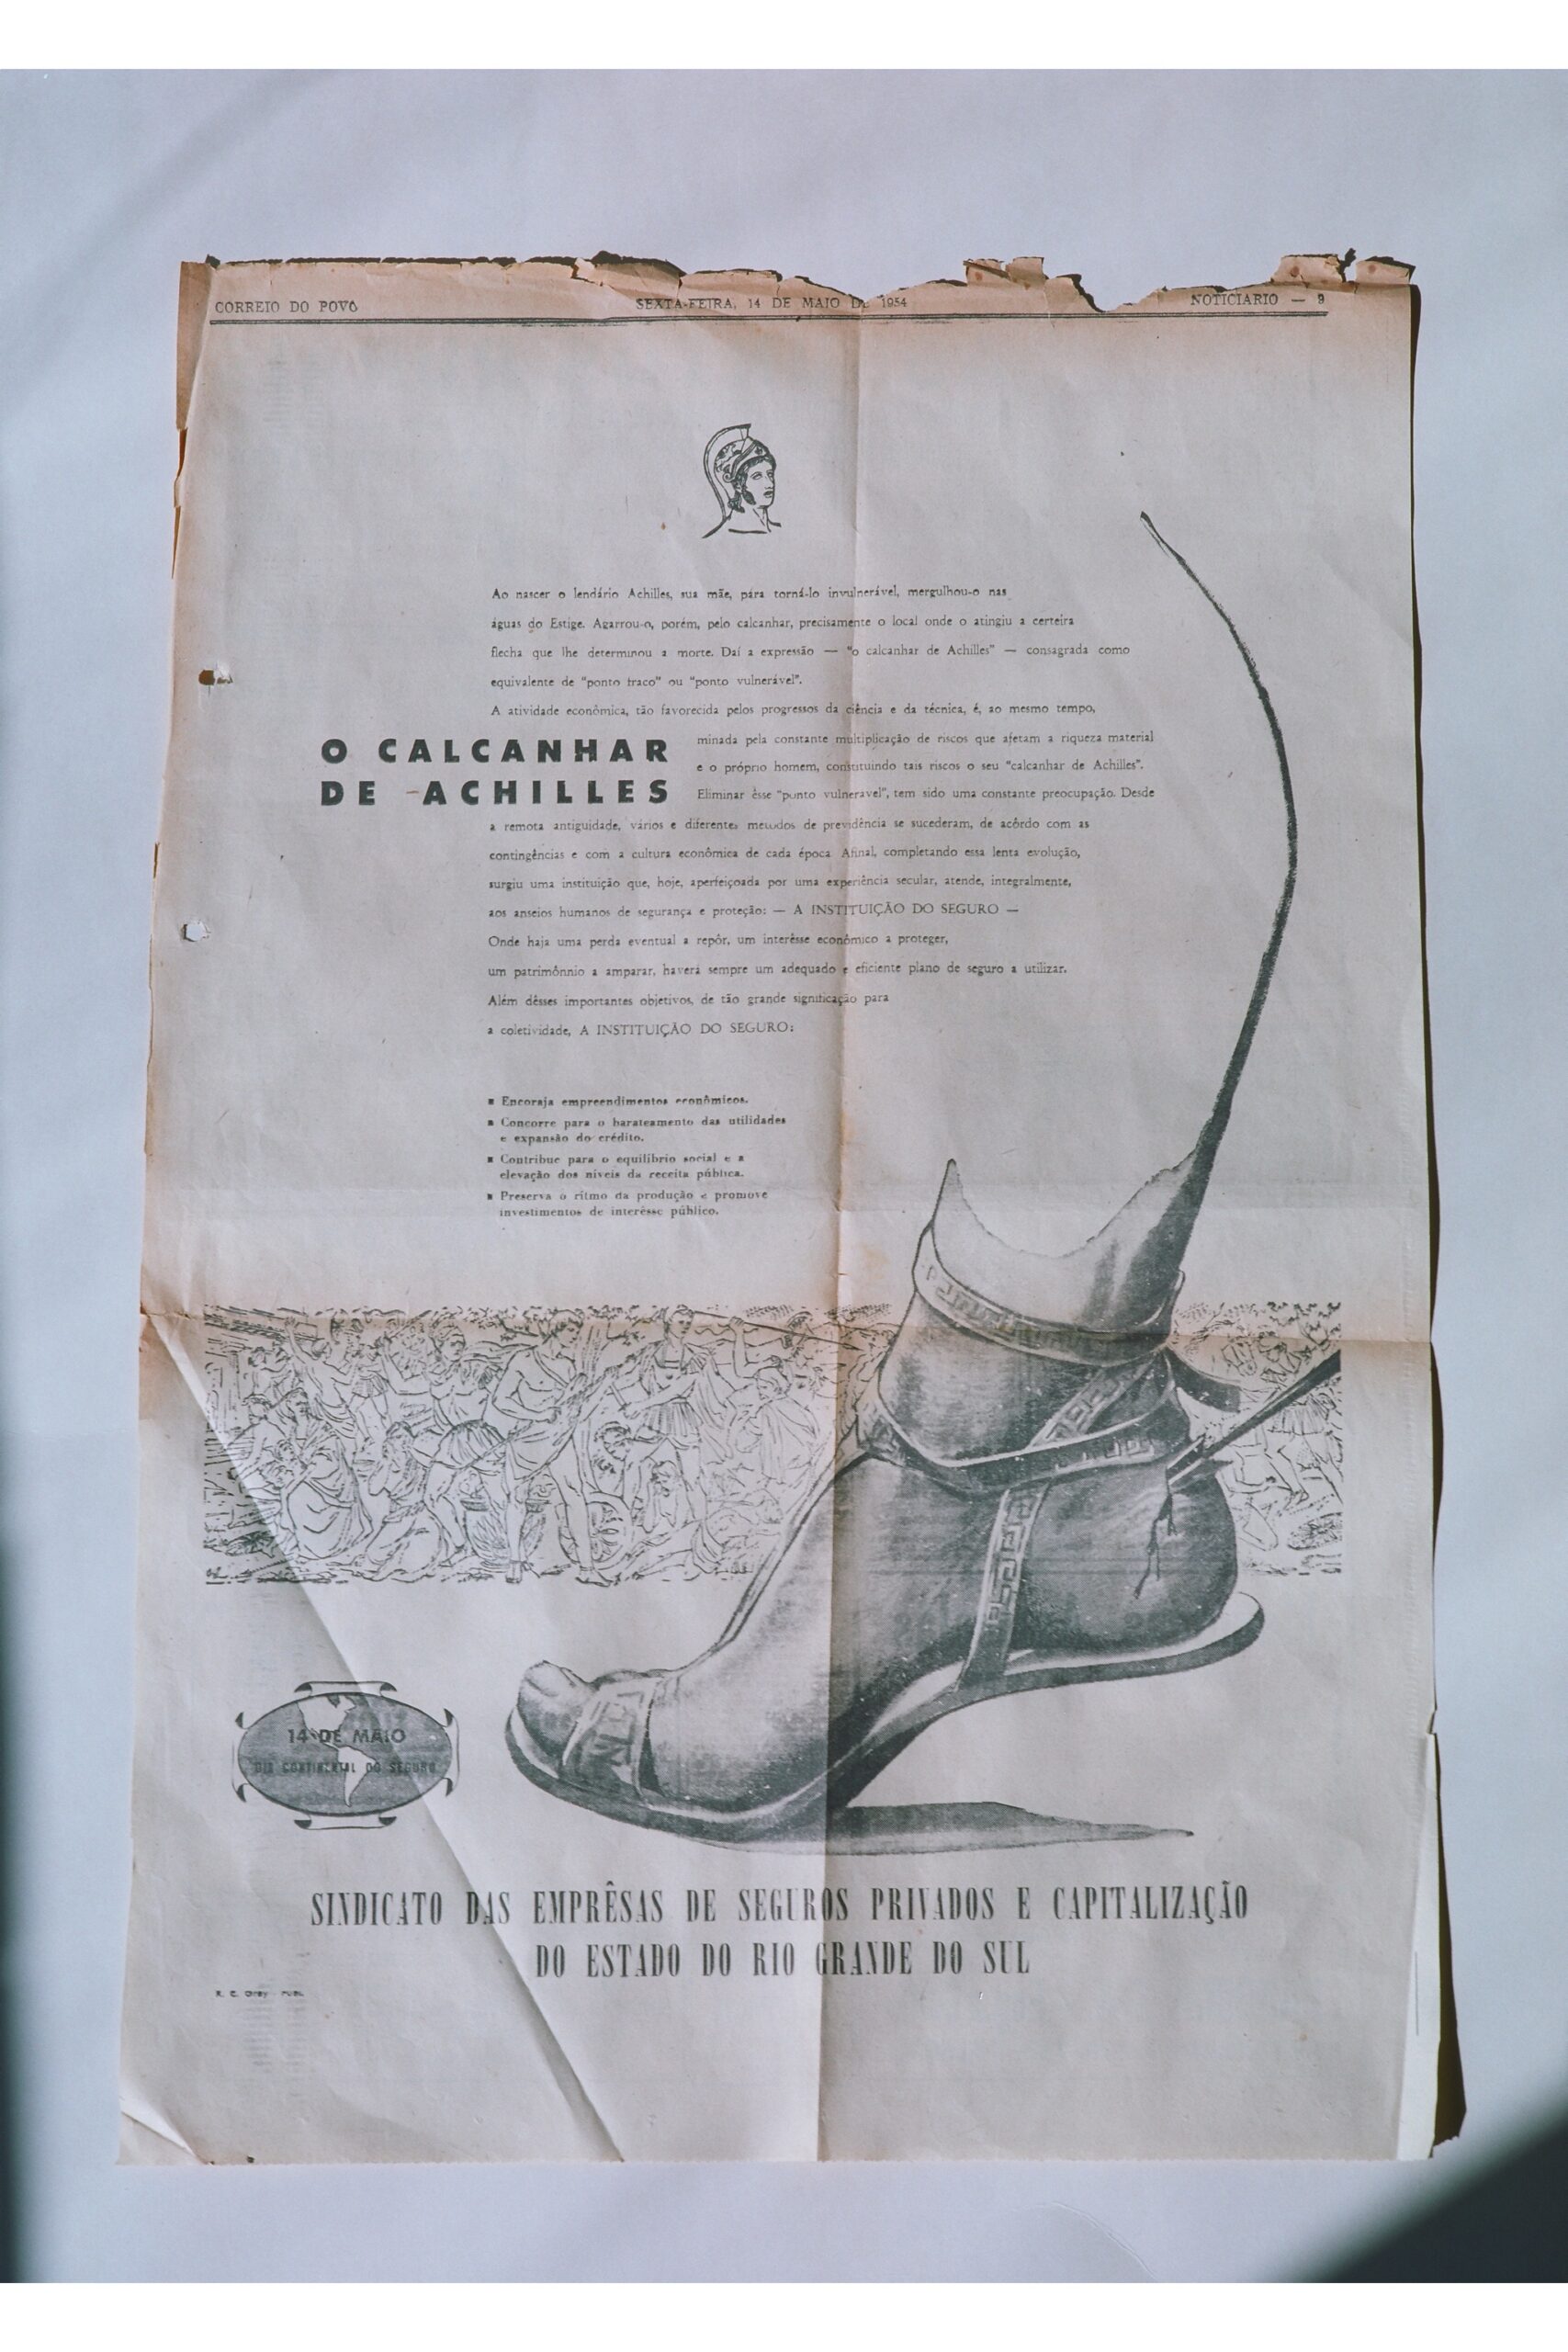 CORREIO DO POVO
SEXTA-FEIRA, 14 DE MAIO DE 1954
NOTICIARIO — 9
Ao nascer o lendário Achilles, sua mãe, pára torná-lo invulnerável, mergulhou-o nas
águas do Estige. Agarrou-o, porém, pelo calcanhar, precisamente o local onde o atingiu a certeira
flecha que lhe determinou a morte. Daí a expressão — "o calcanhar de Achilles" — consagrada como
equivalente de "ponto fraco" ou "ponto vulnerável".
A atividade econômica, tão favorecida pelos progressos da ciência e da técnica, é, ao mesmo tempo,
O CALCANHAR
DE ACHILLES
minada pela constante multiplicação de riscos que afetam a riqueza material
e o próprio homem, constituindo tais riscos o seu "calcanhar de Achilles".
Eliminar êsse "ponto vulneravel", tem sido uma constante preocupação. Desde
a remota antiguidade, vários e diferentes metodos de previdência se sucederam, de acôrdo com as
contingências e com a cultura econômica de cada época Afinal, completando essa lenta evolução,
surgiu uma instituição que, hoje, aperfeiçoada por uma experiência secular, atende, integralmente,
aos anseios humanos de segurança e proteção: — A INSTITUIÇÃO DO SEGURO —
Onde haja uma perda eventual a repôr, um interêsse econômico a proteger,
um patrimônnio a amparar, haverá sempre um adequado e eficiente plano de seguro a utilizar.
Além dêsses importantes objetivos, de tão grande significação para
a coletividade, A INSTITUIÇÃO DO SEGURO:
▪ Encoraja empreendimentos econômicos.
▪ Concorre para o barateamento das utilidades
e expansão do crédito.
▪ Contribue para o equilíbrio social e a
elevação dos níveis da receita pública.
▪ Preserva o ritmo da produção e promove
investimentos de interêsse público.
14 DE MAIO
DIA CONTINENTAL DO SEGURO
SINDICATO DAS EMPRÊSAS DE SEGUROS PRIVADOS E CAPITALIZAÇÃO
DO ESTADO DO RIO GRANDE DO SUL